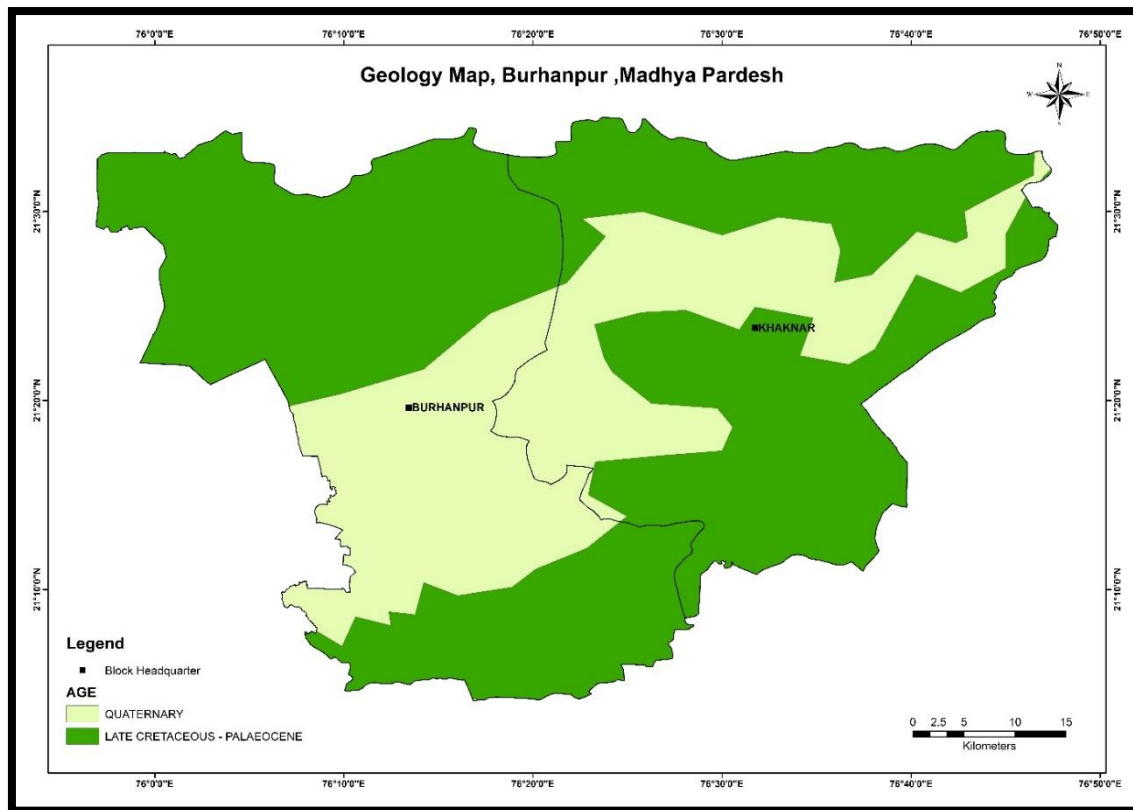 76°0'0"E 76°10'0"E 76°20'0"E 76°30'0"E 76°40'0"E 76°50'0"E
Geology Map, Burhanpur ,Madhya Pardesh
N
W E
S
21°30'0"N 21°30'0"N
KHAKNAR
21°20'0"N 21°20'0"N
BURHANPUR
21°10'0"N 21°10'0"N
Legend
Block Headquarter
AGE
QUATERNARY
LATE CRETACEOUS - PALAEOCENE
0 2.5 5 10 15
Kilometers
76°0'0"E 76°10'0"E 76°20'0"E 76°30'0"E 76°40'0"E 76°50'0"E